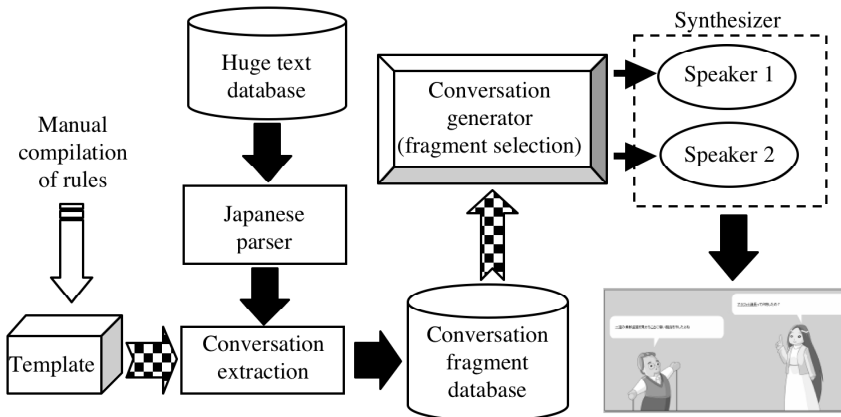 Synthesizer
Huge text
database
Conversation
generator
(fragment selection)
Speaker 1
Speaker 2
Manual
compilation
of rules
Japanese
parser
Template
Conversation
extraction
Conversation
fragment
database